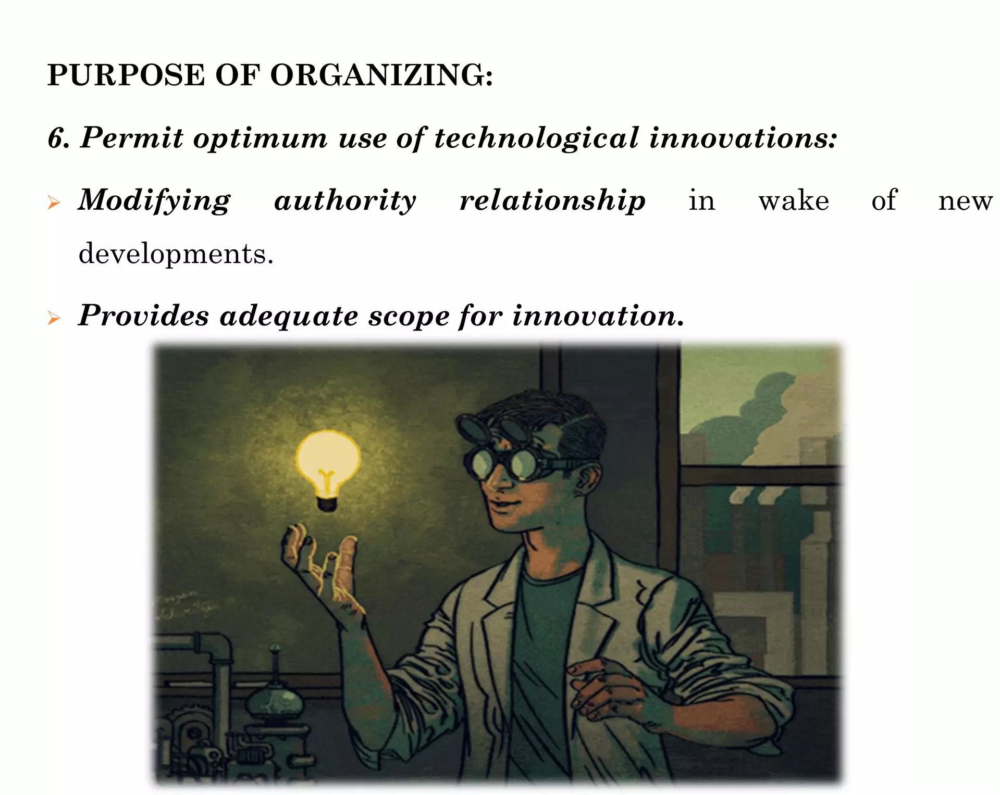 PURPOSE OF ORGANIZING:
6. Permit optimum use of technological innovations:
Modifying authority relationship in wake of new
developments.
Provides adequate scope for innovation.